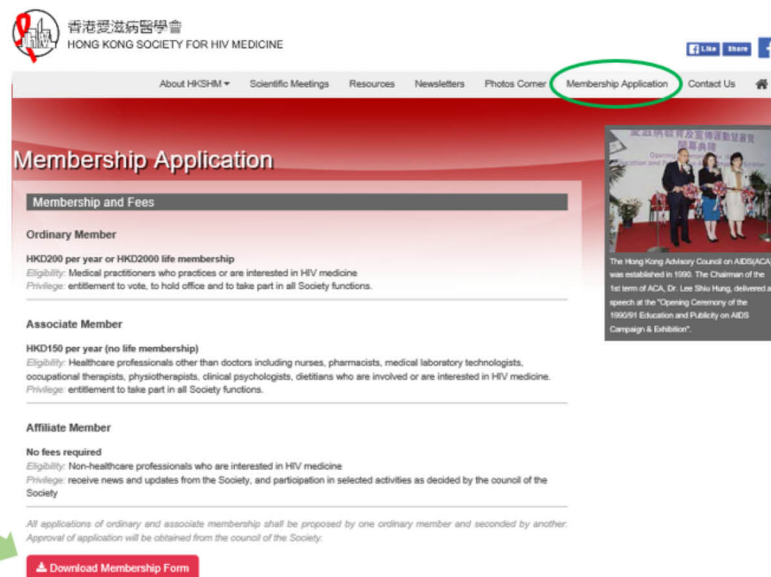 香港愛滋病醫學會
HONG KONG SOCIETY FOR HIV MEDICINE
Like Share
About HKSHM Scientific Meetings Resources Newsletters Photos Corner Membership Application Contact Us
Membership Application
Membership and Fees
Ordinary Member
HKD200 per year or HKD2000 life membership
Eligibility: Medical practitioners who practices or are interested in HIV medicine
Privilege: entitlement to vote, to hold office and to take part in all Society functions.
Associate Member
HKD150 per year (no life membership)
Eligibility: Healthcare professionals other than doctors including nurses, pharmacists, medical laboratory technologists,
occupational therapists, physiotherapists, clinical psychologists, dietitians who are involved or are interested in HIV medicine.
Privilege: entitlement to take part in all Society functions.
Affiliate Member
No fees required
Eligibility: Non-healthcare professionals who are interested in HIV medicine
Privilege: receive news and updates from the Society, and participation in selected activities as decided by the council of the
Society
All applications of ordinary and associate membership shall be proposed by one ordinary member and seconded by another.
Approval of application will be obtained from the council of the Society.
Download Membership Form
開幕典禮
The Hong Kong Advisory Council on AIDS(ACA)
was established in 1990. The Chairman of the
1st term of ACA, Dr. Lee Shiu Hung, delivered a
speech at the "Opening Ceremony of the
1990/91 Education and Publicity on AIDS
Campaign & Exhibition".